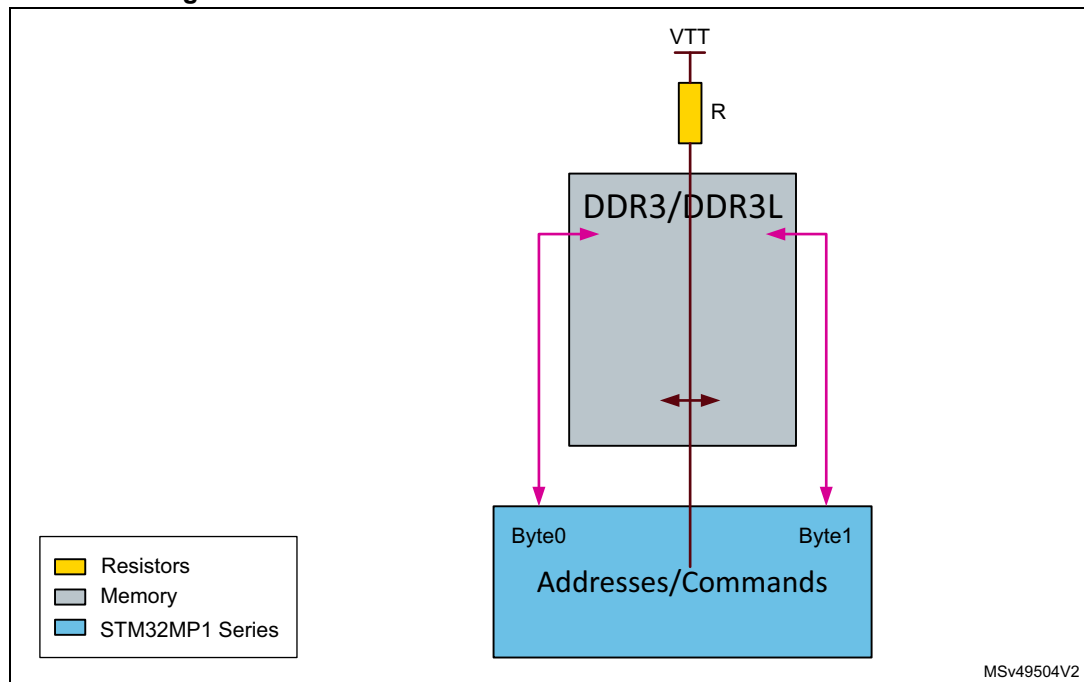 VTT
R
DDR3/DDR3L
Byte0
Byte1
Addresses/Commands
Resistors
Memory
STM32MP1 Series
MSv49504V2